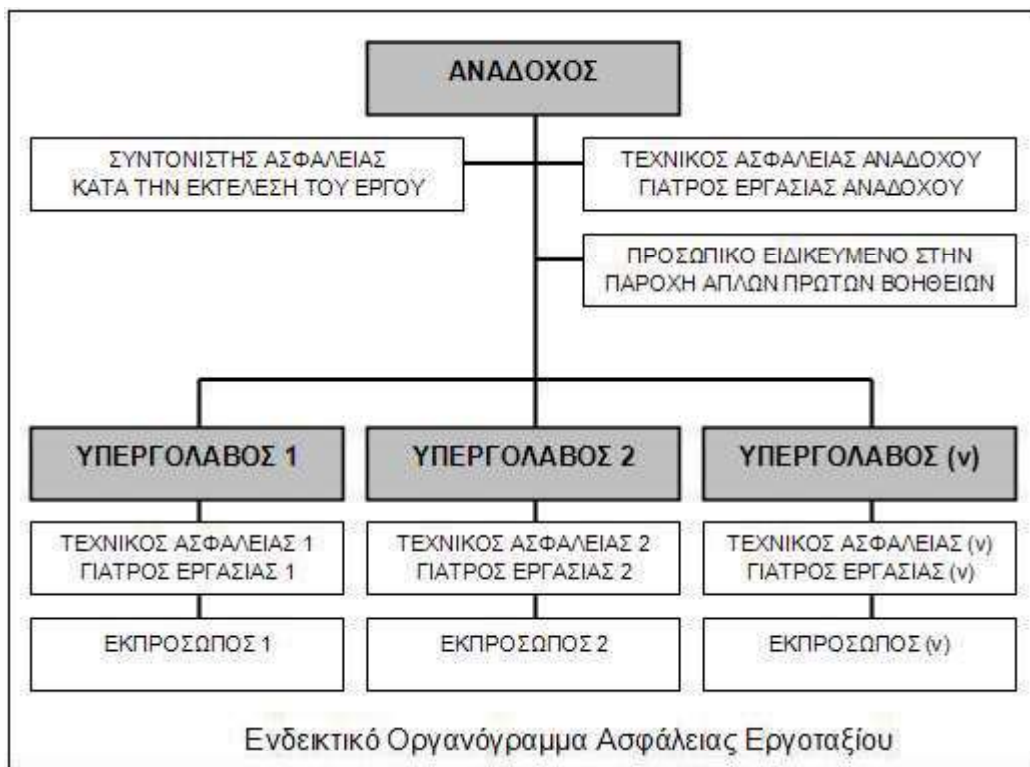 ΑΝΑΔΟΧΟΣ
ΣΥΝΤΟΝΙΣΤΗΣ ΑΣΦΑΛΕΙΑΣ
ΚΑΤΑ ΤΗΝ ΕΚΤΕΛΕΣΗ ΤΟΥ ΕΡΓΟΥ
ΤΕΧΝΙΚΟΣ ΑΣΦΑΛΕΙΑΣ ΑΝΑΔΟΧΟΥ
ΓΙΑΤΡΟΣ ΕΡΓΑΣΙΑΣ ΑΝΑΔΟΧΟΥ
ΠΡΟΣΩΠΙΚΟ ΕΙΔΙΚΕΥΜΕΝΟ ΣΤΗΝ
ΠΑΡΟΧΗ ΑΠΛΩΝ ΠΡΩΤΩΝ ΒΟΗΘΕΙΩΝ
ΥΠΕΡΓΟΛΑΒΟΣ 1
ΥΠΕΡΓΟΛΑΒΟΣ 2
ΥΠΕΡΓΟΛΑΒΟΣ (ν)
ΤΕΧΝΙΚΟΣ ΑΣΦΑΛΕΙΑΣ 1
ΓΙΑΤΡΟΣ ΕΡΓΑΣΙΑΣ 1
ΤΕΧΝΙΚΟΣ ΑΣΦΑΛΕΙΑΣ 2
ΓΙΑΤΡΟΣ ΕΡΓΑΣΙΑΣ 2
ΤΕΧΝΙΚΟΣ ΑΣΦΑΛΕΙΑΣ (ν)
ΓΙΑΤΡΟΣ ΕΡΓΑΣΙΑΣ (ν)
ΕΚΠΡΟΣΩΠΟΣ 1
ΕΚΠΡΟΣΩΠΟΣ 2
ΕΚΠΡΟΣΩΠΟΣ (ν)
Ενδεικτικό Οργανόγραμμα Ασφάλειας Εργοταξίου